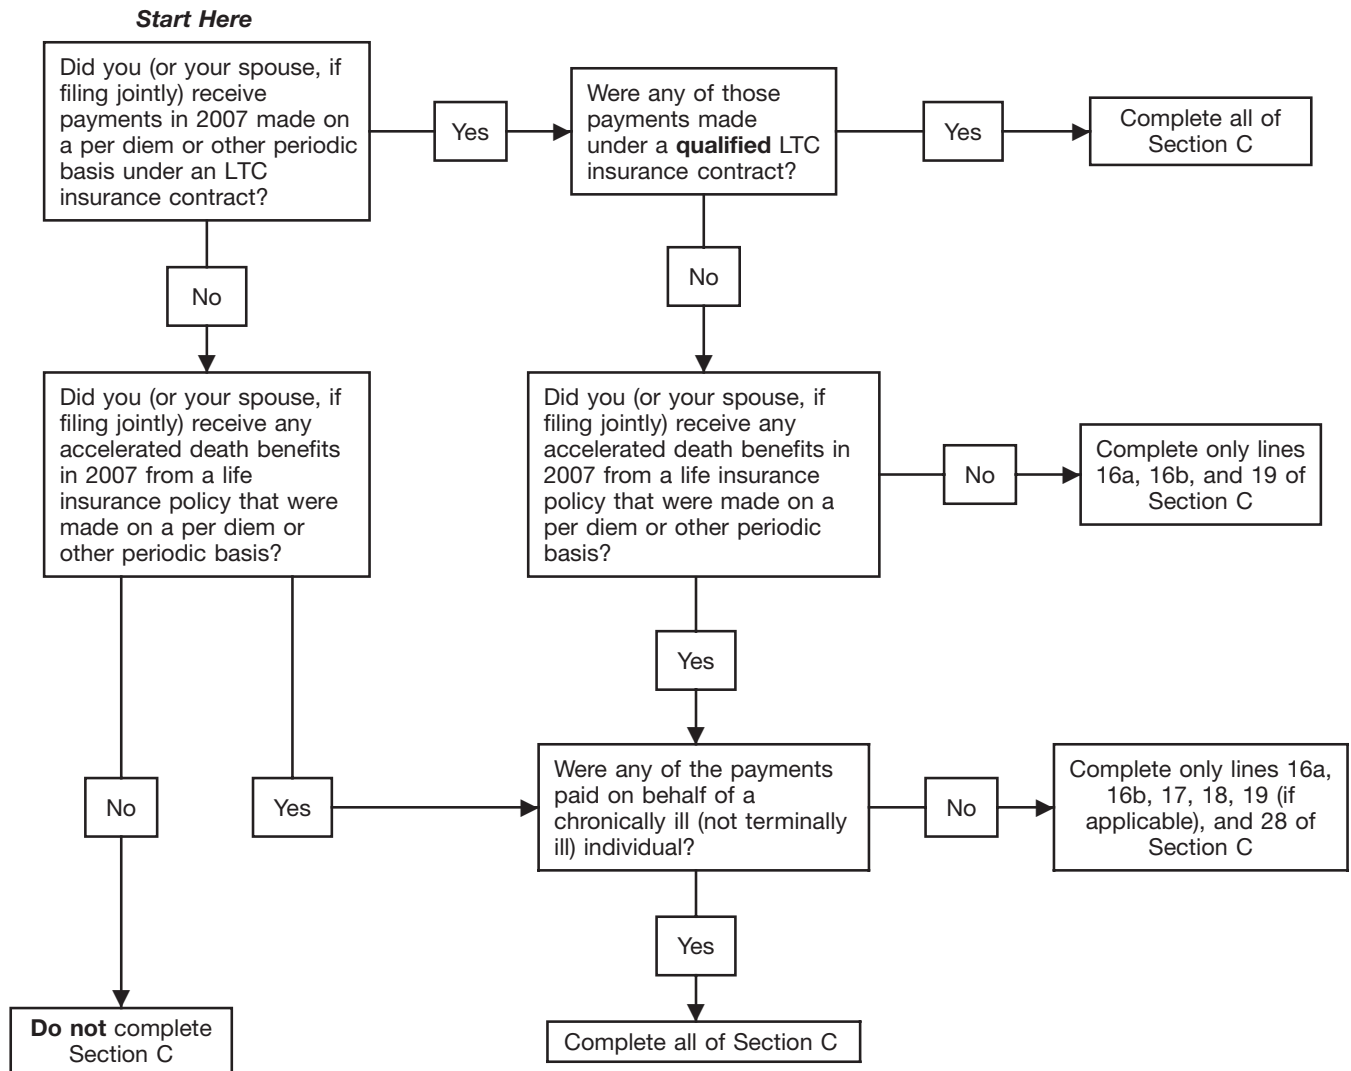 Start Here
Did you (or your spouse, if
filing jointly) receive
payments in 2007 made on
a per diem or other periodic
basis under an LTC
insurance contract?
Yes
Were any of those
payments made
under a qualified LTC
insurance contract?
Yes
Complete all of
Section C
No
No
Did you (or your spouse, if
filing jointly) receive any
accelerated death benefits
in 2007 from a life
insurance policy that were
made on a per diem or
other periodic basis?
Did you (or your spouse, if
filing jointly) receive any
accelerated death benefits in
2007 from a life insurance
policy that were made on a
per diem or other periodic
basis?
No
Complete only lines
16a, 16b, and 19 of
Section C
Yes
No
Yes
Were any of the payments
paid on behalf of a
chronically ill (not terminally
ill) individual?
No
Complete only lines 16a,
16b, 17, 18, 19 (if
applicable), and 28 of
Section C
Yes
Do not complete
Section C
Complete all of Section C